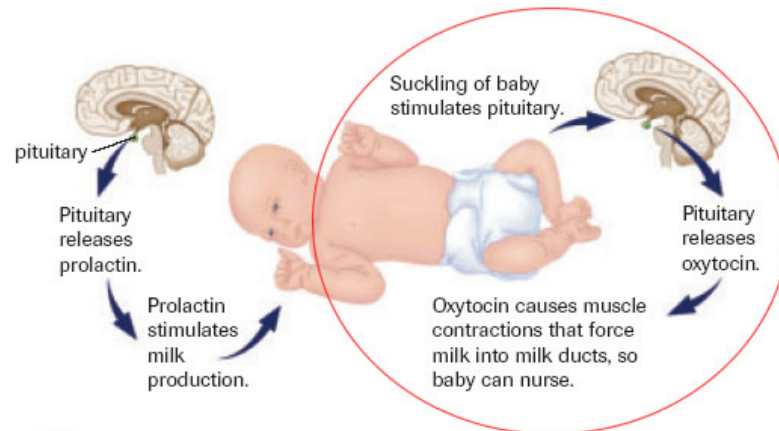 pituitary
Pituitary
releases
prolactin.
Prolactin
stimulates
milk
production.
Suckling of baby
stimulates pituitary.
Pituitary
releases
oxytocin.
Oxytocin causes muscle
contractions that force
milk into milk ducts, so
baby can nurse.